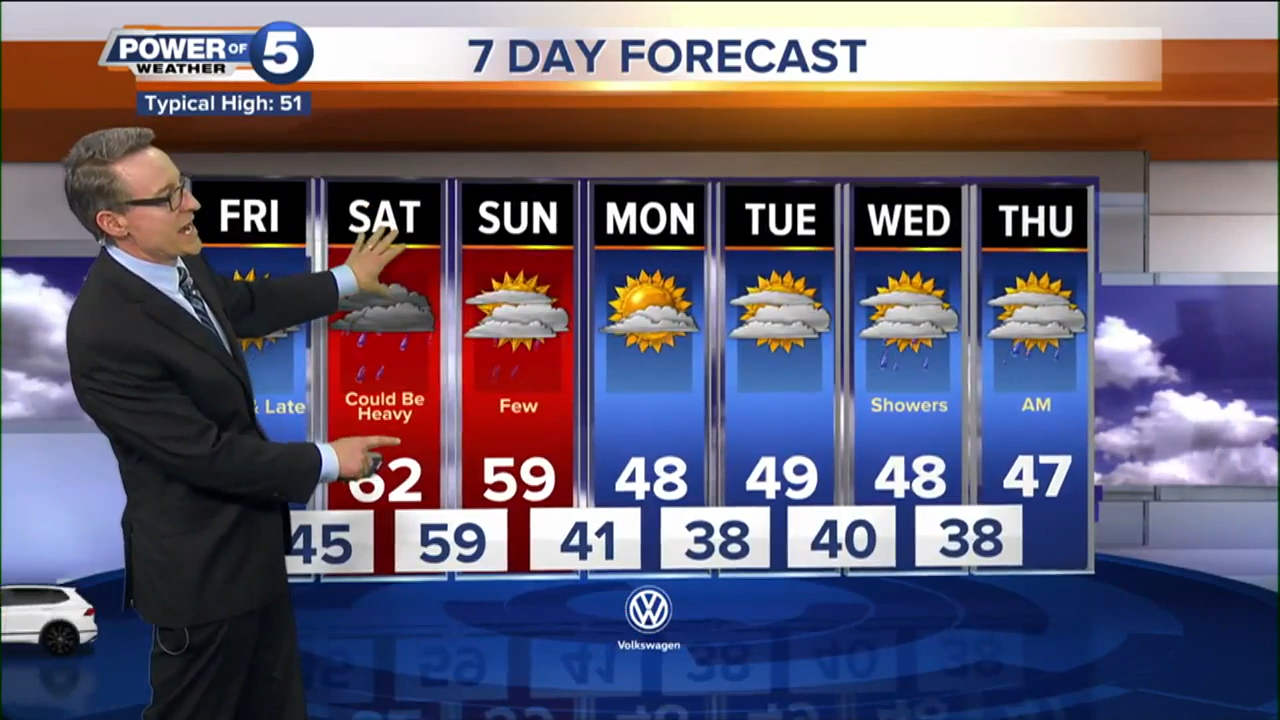 POWER OF 5
WEATHER
7 DAY FORECAST
Typical High: 51
FRI SAT SUN MON TUE WED THU
& Late
Could Be
Heavy
Few
Showers
AM
62 59 48 49 48 47
45 59 41 38 40 38
Volkswagen